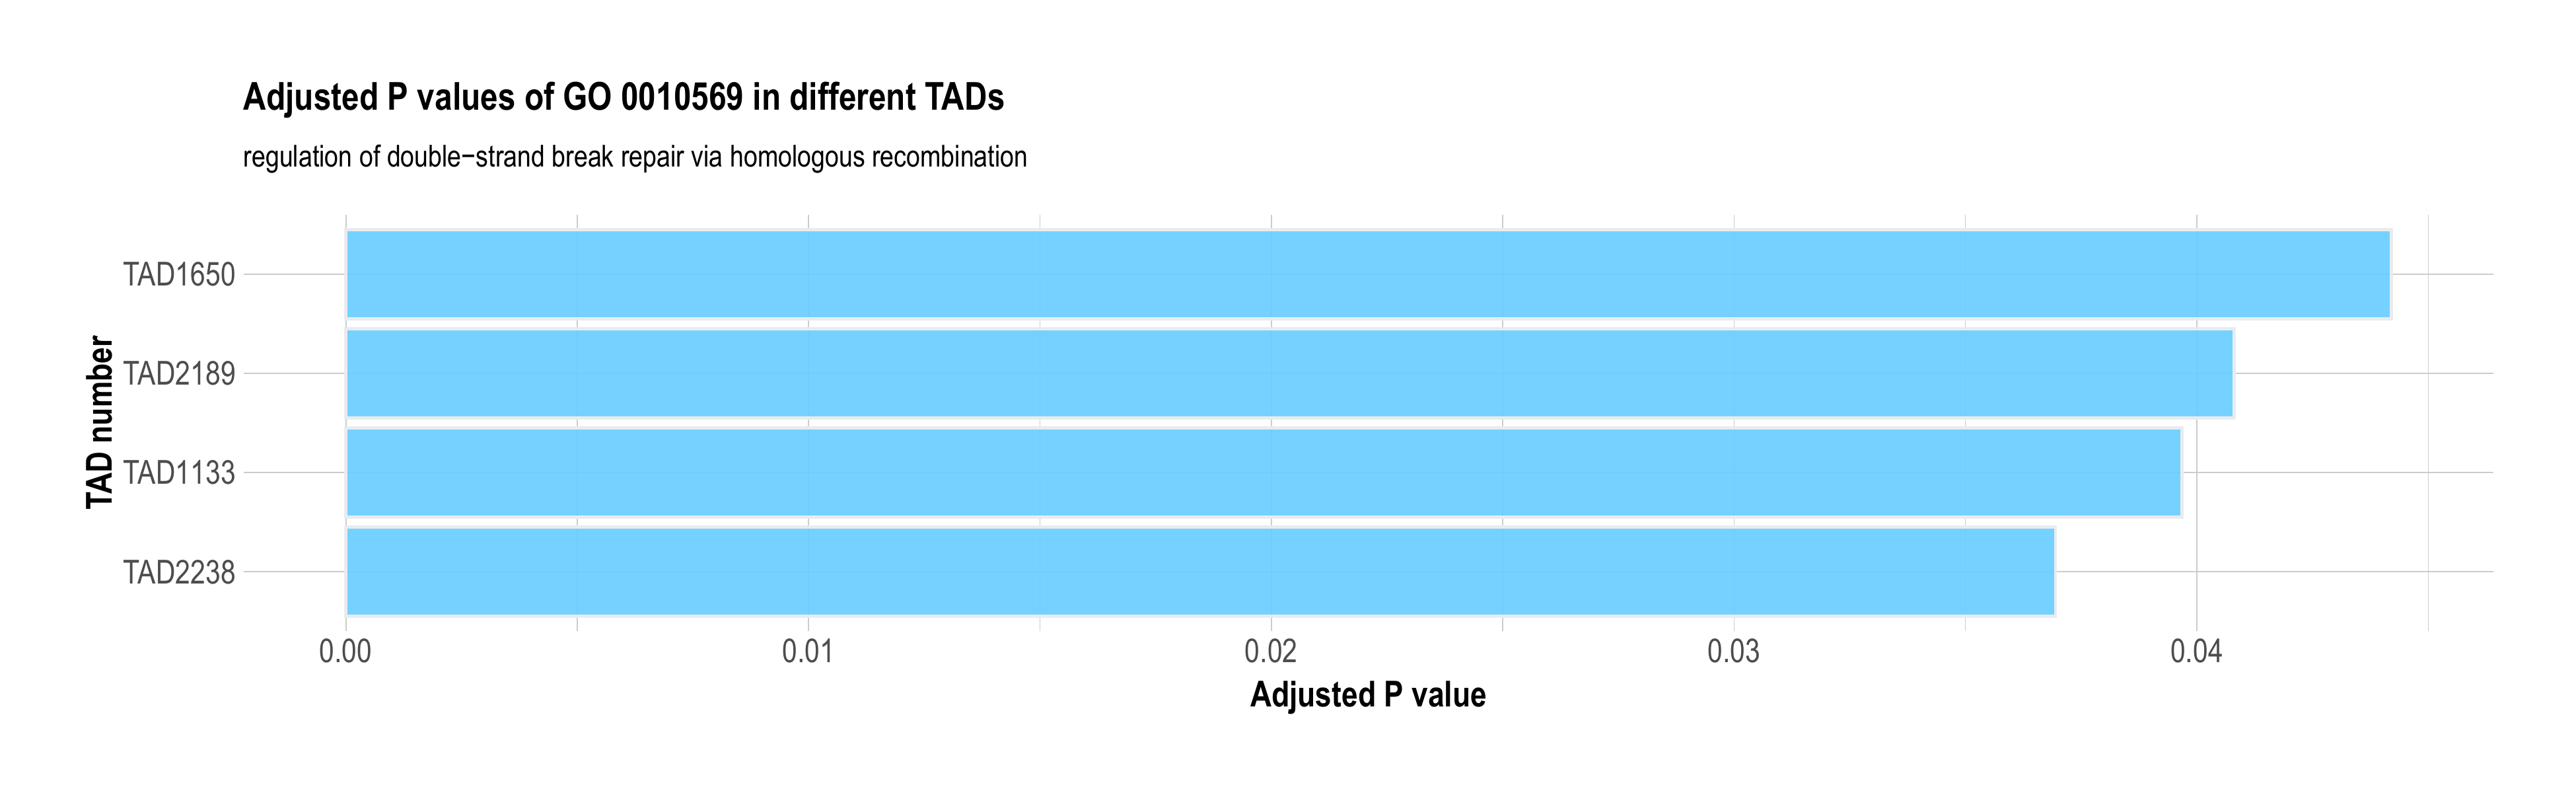 Adjusted P values of GO 0010569 in different TADs
regulation of double−strand break repair via homologous recombination
TAD number
TAD1650
TAD2189
TAD1133
TAD2238
0.00 0.01 0.02 0.03 0.04
Adjusted P value